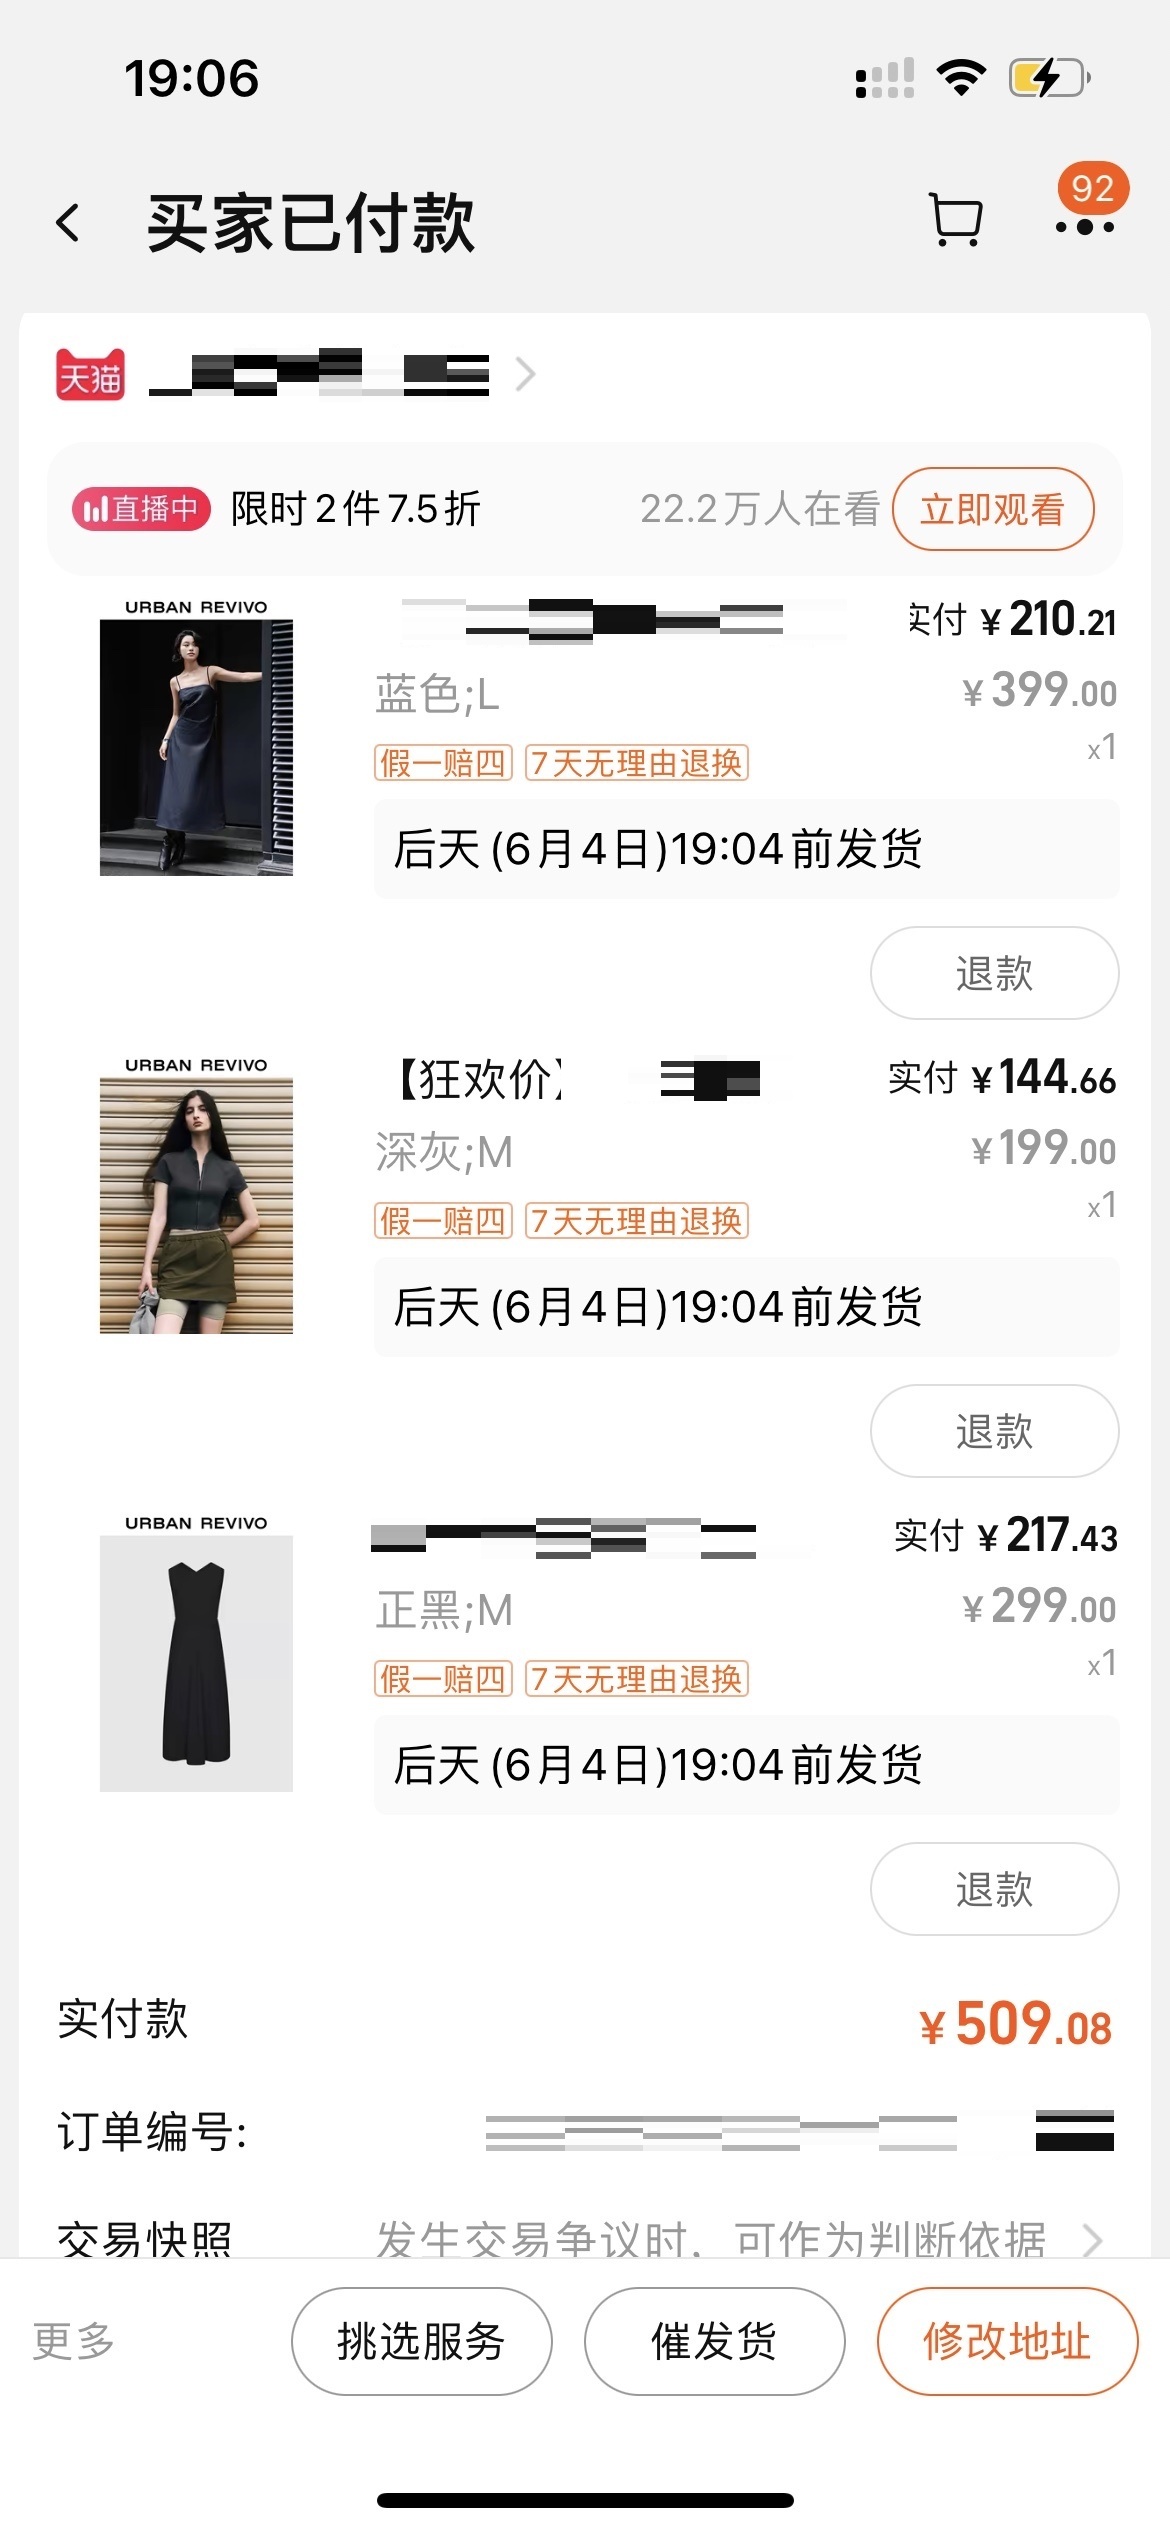 19:06
买家已付款
92
天猫
直播中 限时2件7.5折 22.2万人在看 立即观看
URBAN REVIVO
实付 ¥210.21
蓝色;L ¥399.00
x1
假一赔四 7天无理由退换
后天(6月4日)19:04前发货
退款
URBAN REVIVO
【狂欢价】 实付 ¥144.66
深灰;M ¥199.00
x1
假一赔四 7天无理由退换
后天(6月4日)19:04前发货
退款
URBAN REVIVO
实付 ¥217.43
正黑;M ¥299.00
x1
假一赔四 7天无理由退换
后天(6月4日)19:04前发货
退款
实付款 ¥509.08
订单编号:
交易快照 发生交易争议时，可作为判断依据
更多 挑选服务 催发货 修改地址